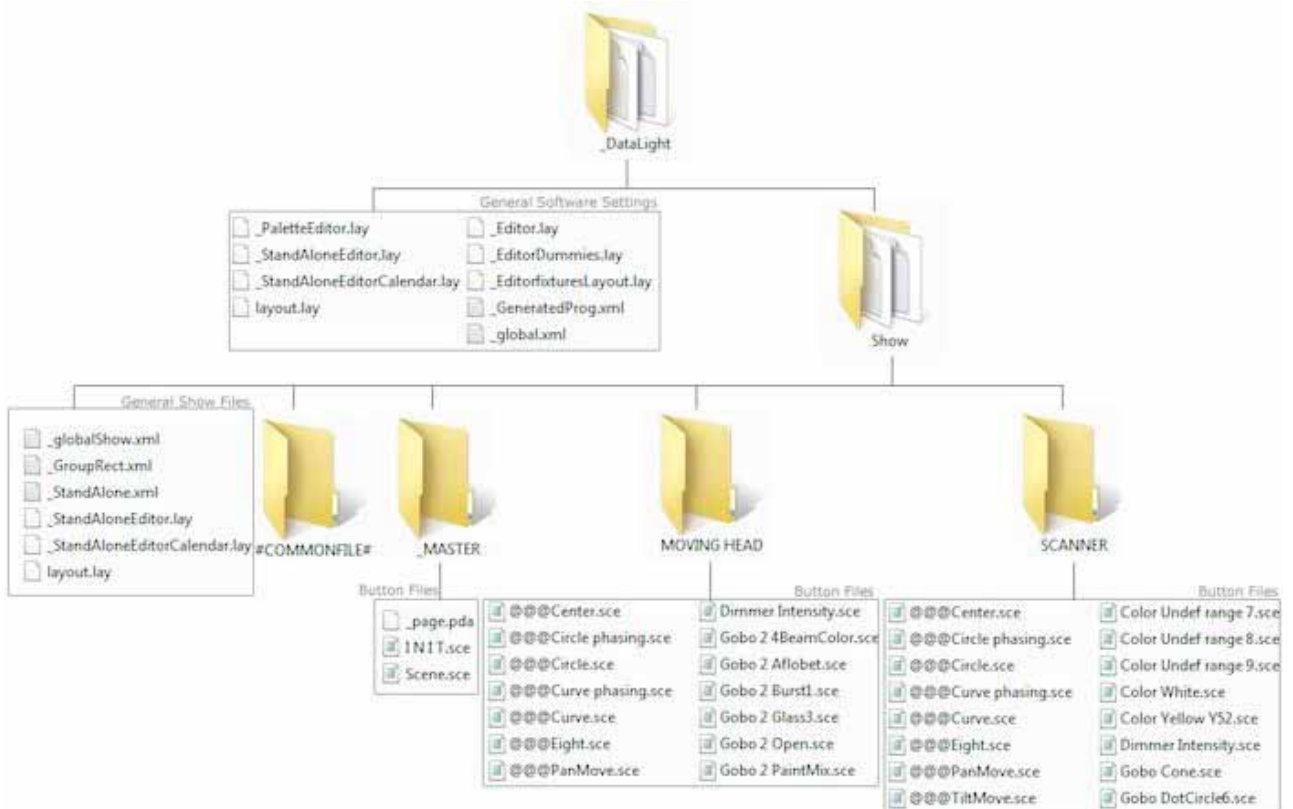 _DataLight
General Software Settings
_PaletteEditor.lay
_StandAloneEditor.lay
_StandAloneEditorCalendar.lay
layout.lay
_Editor.lay
_EditorDummies.lay
_EditorfixturesLayout.lay
_GeneratedProg.xml
_global.xml
Show
General Show Files
_globalShow.xml
_GroupRect.xml
_StandAlone.xml
_StandAloneEditor.lay
_StandAloneEditorCalendar.lay
layout.lay
#COMMONFILE#
_MASTER
MOVING HEAD
SCANNER
Button Files
_page.pda
I N I T.sce
Scene.sce
Button Files
@@@Center.sce
@@@Circle phasing.sce
@@@Circle.sce
@@@Curve phasing.sce
@@@Curve.sce
@@@Eight.sce
@@@PanMove.sce
Dimmer Intensity.sce
Gobo 2 4BeamColor.sce
Gobo 2 Aflobet.sce
Gobo 2 Burst1.sce
Gobo 2 Glass3.sce
Gobo 2 Open.sce
Gobo 2 PaintMix.sce
Button Files
@@@Center.sce
@@@Circle phasing.sce
@@@Circle.sce
@@@Curve phasing.sce
@@@Curve.sce
@@@Eight.sce
@@@PanMove.sce
@@@TiltMove.sce
Color Undef range 7.sce
Color Undef range 8.sce
Color Undef range 9.sce
Color White.sce
Color Yellow Y52.sce
Dimmer Intensity.sce
Gobo Cone.sce
Gobo DotCircle6.sce